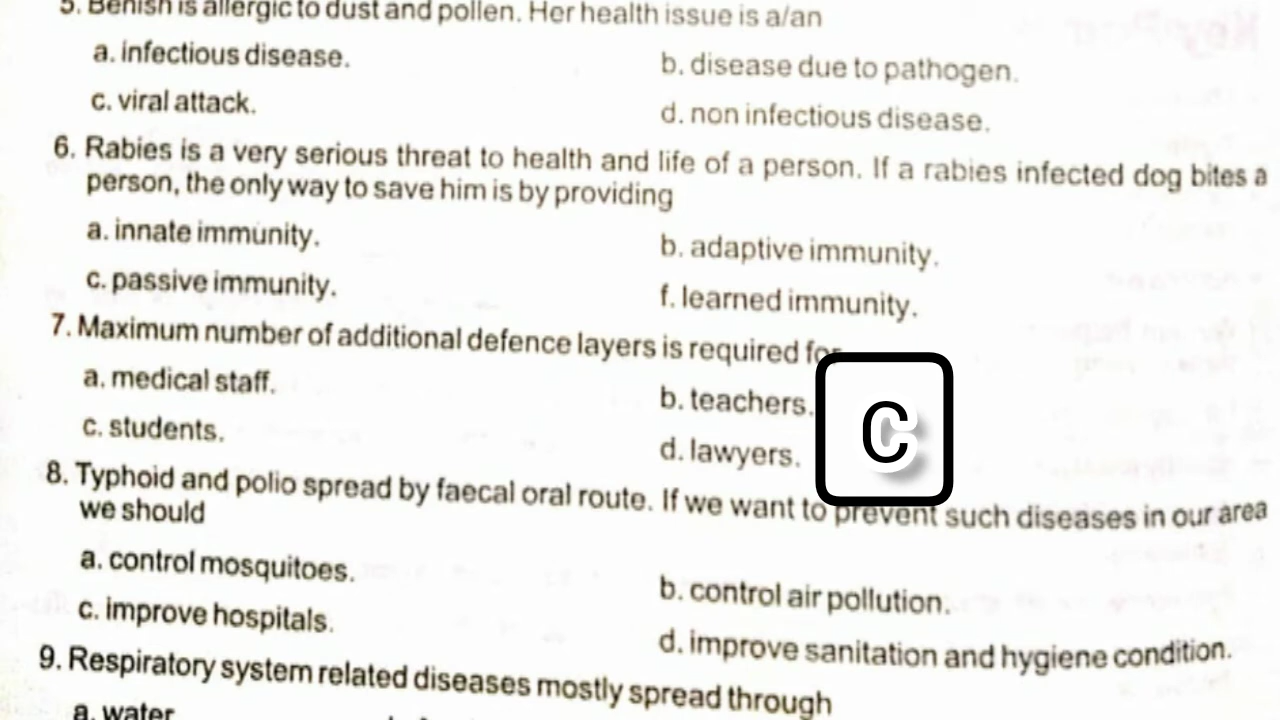 5. Benish is allergic to dust and pollen. Her health issue is a/an
a. infectious disease.
b. disease due to pathogen.
c. viral attack.
d. non infectious disease.
6. Rabies is a very serious threat to health and life of a person. If a rabies infected dog bites a
person, the only way to save him is by providing
a. innate immunity.
b. adaptive immunity.
c. passive immunity.
f. learned immunity.
7. Maximum number of additional defence layers is required for
a. medical staff.
b. teachers.
c. students.
d. lawyers.
C
8. Typhoid and polio spread by faecal oral route. If we want to prevent such diseases in our area
we should
a. control mosquitoes.
b. control air pollution.
c. improve hospitals.
d. improve sanitation and hygiene condition.
9. Respiratory system related diseases mostly spread through
a. water